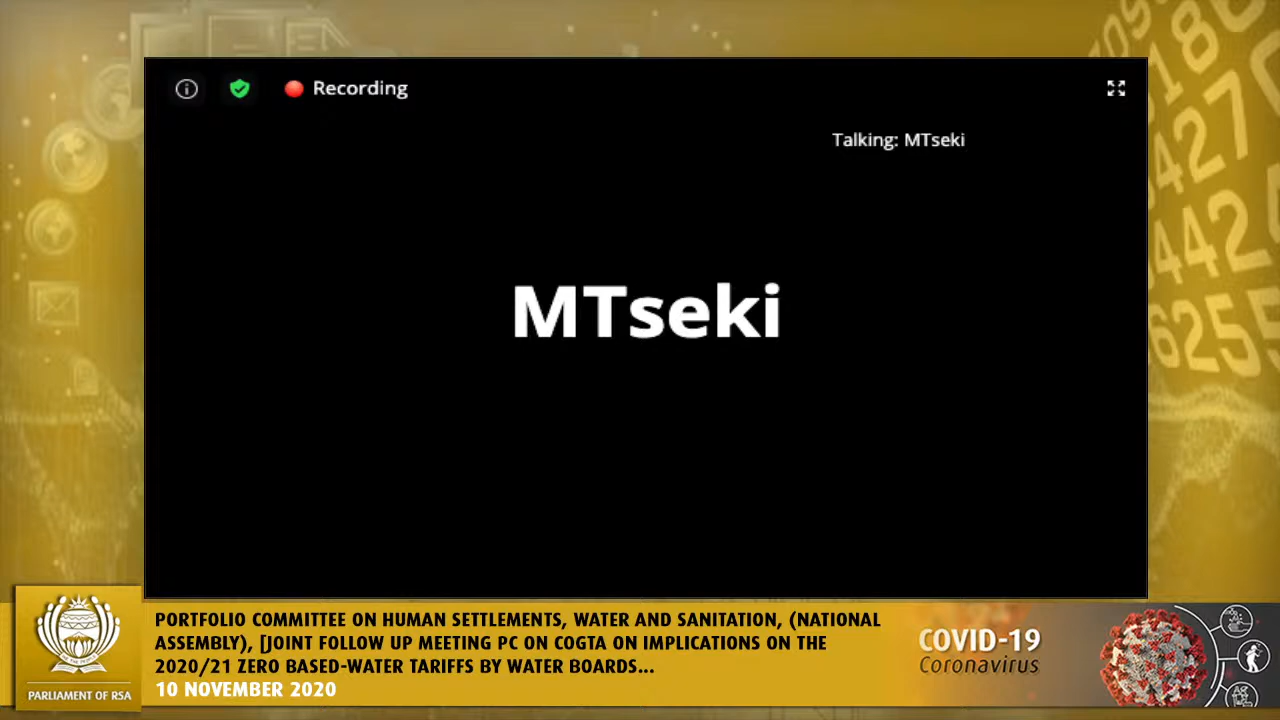 Recording
Talking: MTseki
MTseki
PORTFOLIO COMMITTEE ON HUMAN SETTLEMENTS, WATER AND SANITATION, (NATIONAL
ASSEMBLY), [JOINT FOLLOW UP MEETING PC ON COGTA ON IMPLICATIONS ON THE
2020/21 ZERO BASED-WATER TARIFFS BY WATER BOARDS...
10 NOVEMBER 2020
PARLIAMENT OF RSA
COVID-19
Coronavirus